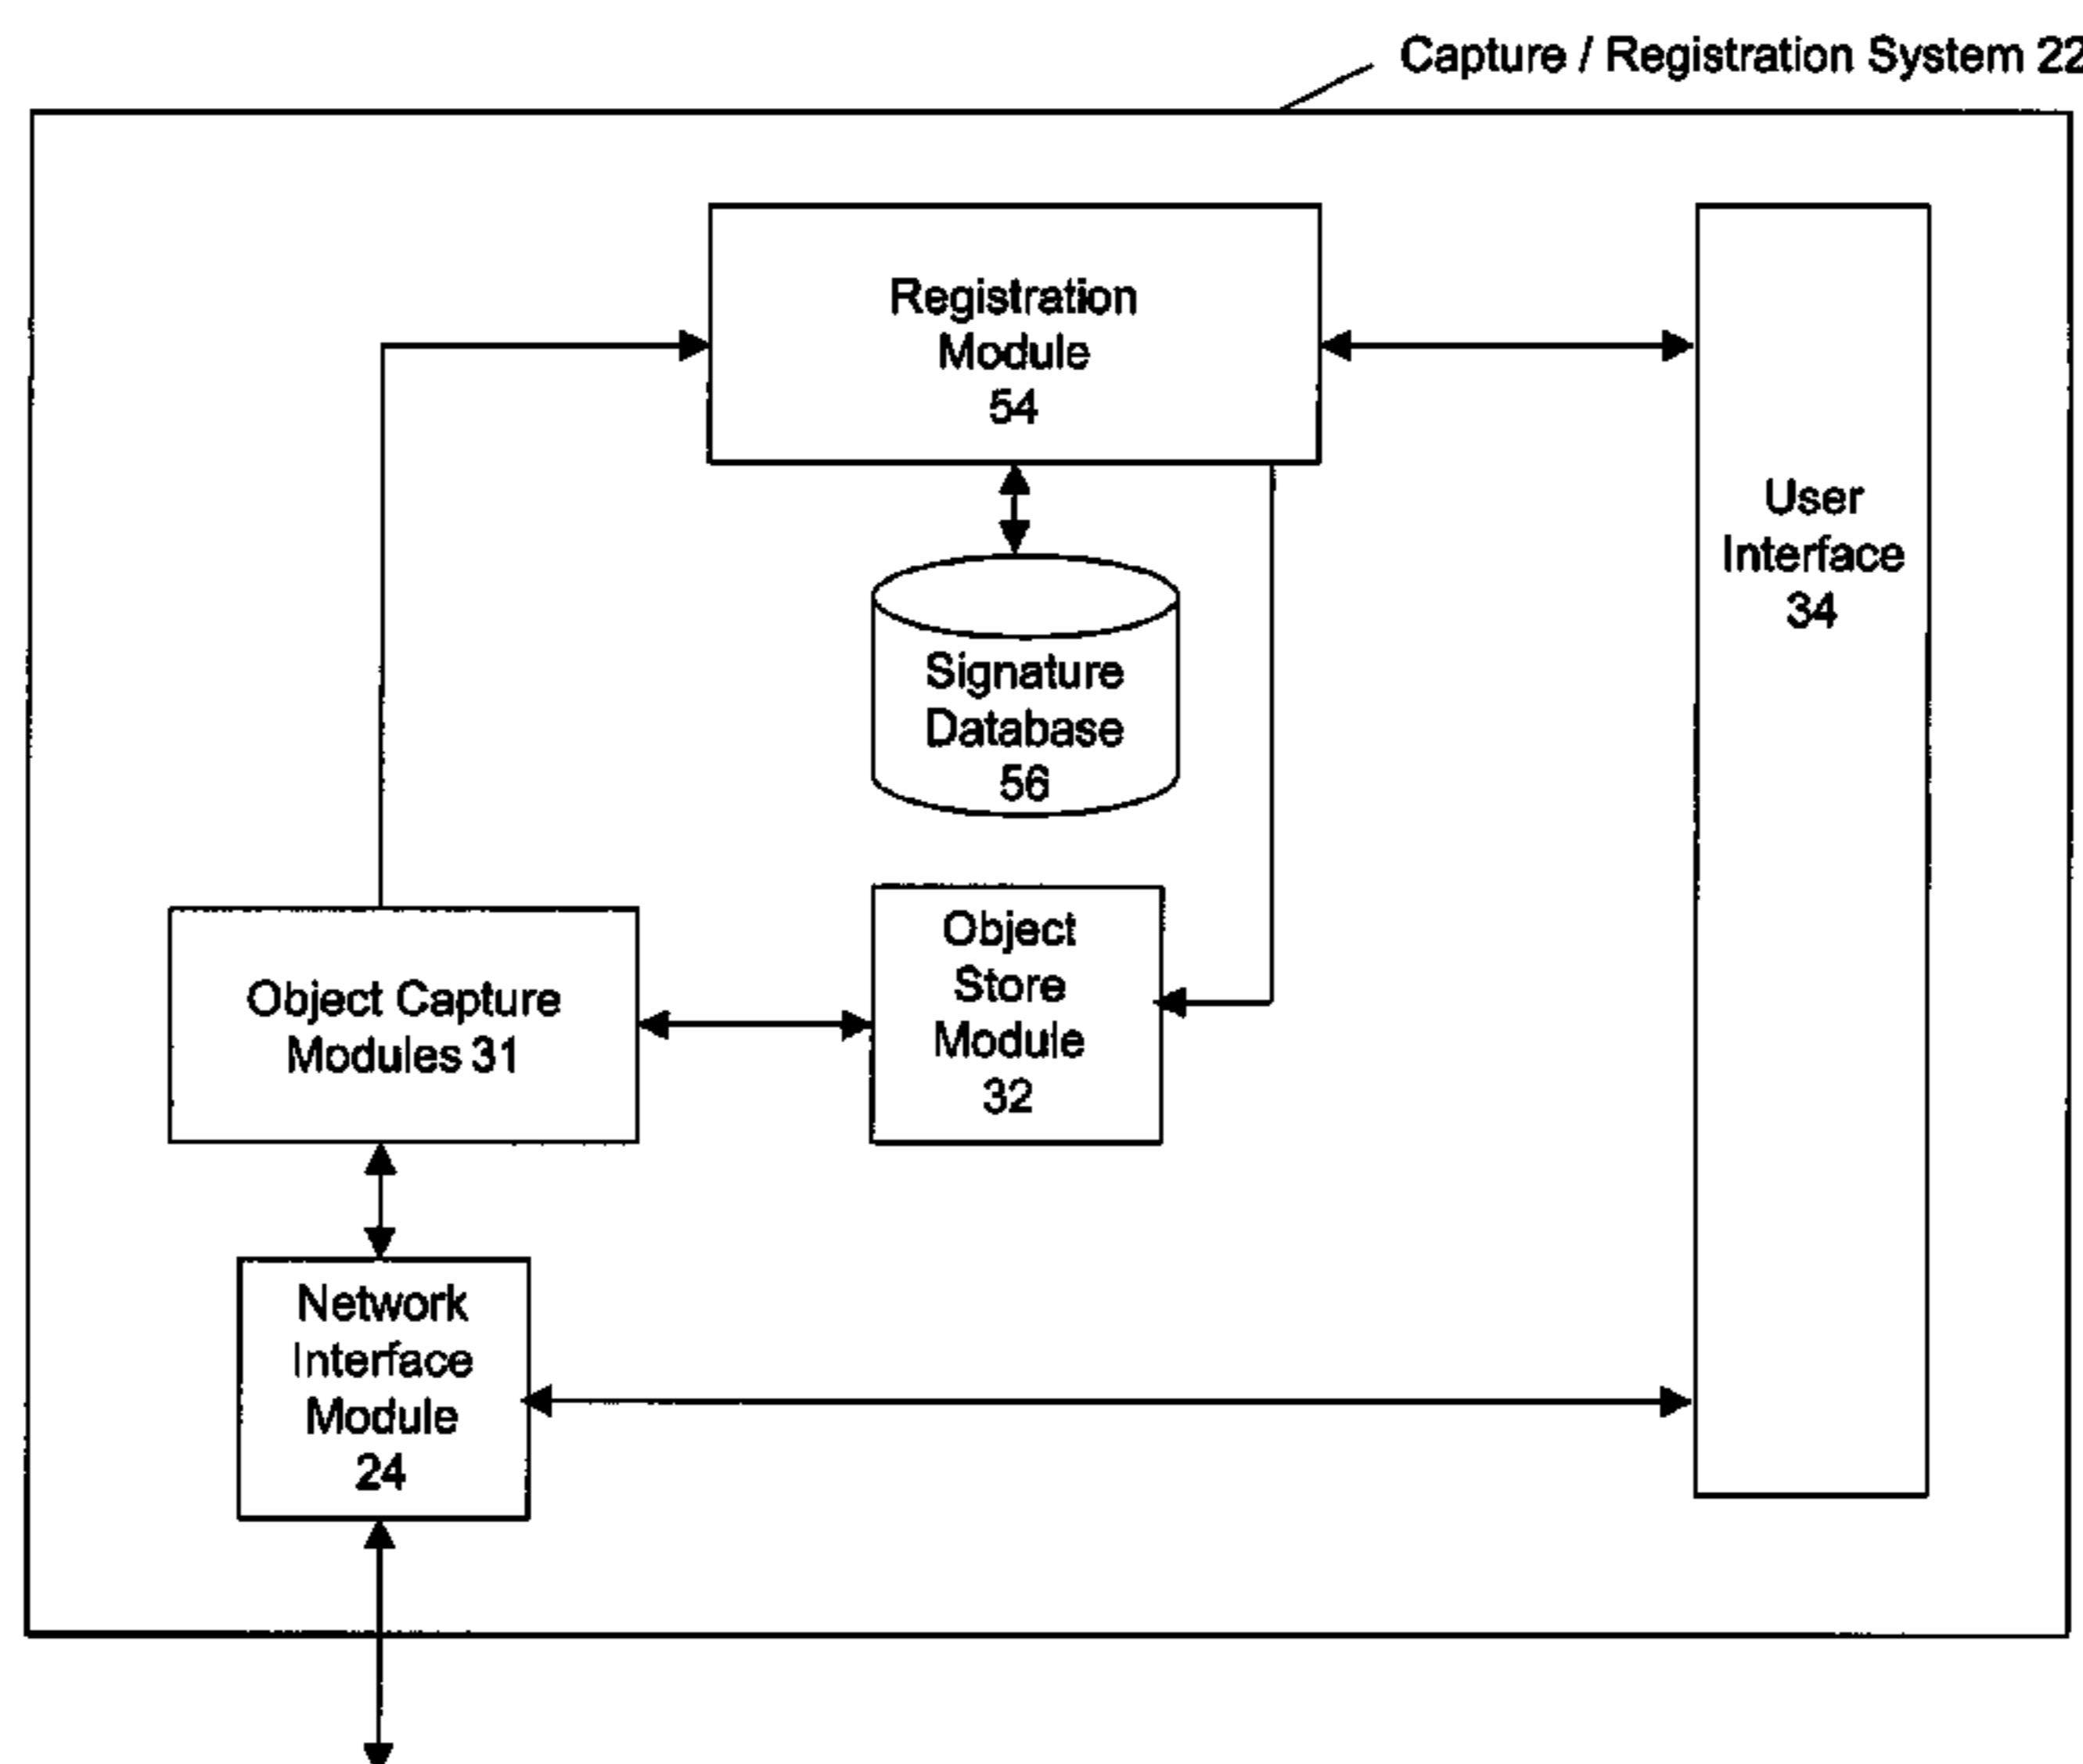 Capture / Registration System 22
Registration
Module
54
User
Interface
34
Signature
Database
56
Object
Store
Module
32
Object Capture
Modules 31
Network
Interface
Module
24